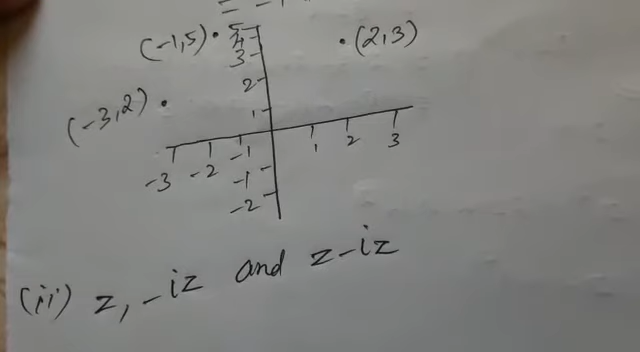 (-1,5) 5 (2,3)
4
3
(-3,2) 2
1
-3 -2 -1 1 2 3
-1
-2
(ii) z, -iz and z-iz